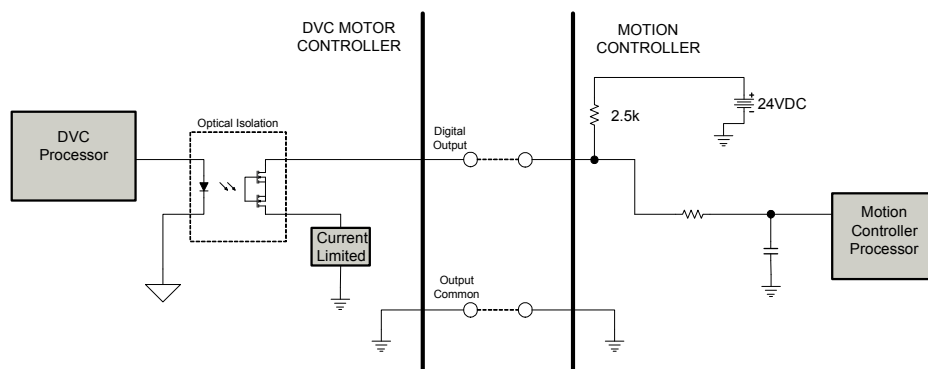 DVC MOTOR
CONTROLLER
MOTION
CONTROLLER
2.5k
+
24VDC
-
Optical Isolation
DVC
Processor
Digital
Output
Current
Limited
Motion
Controller
Processor
Output
Common